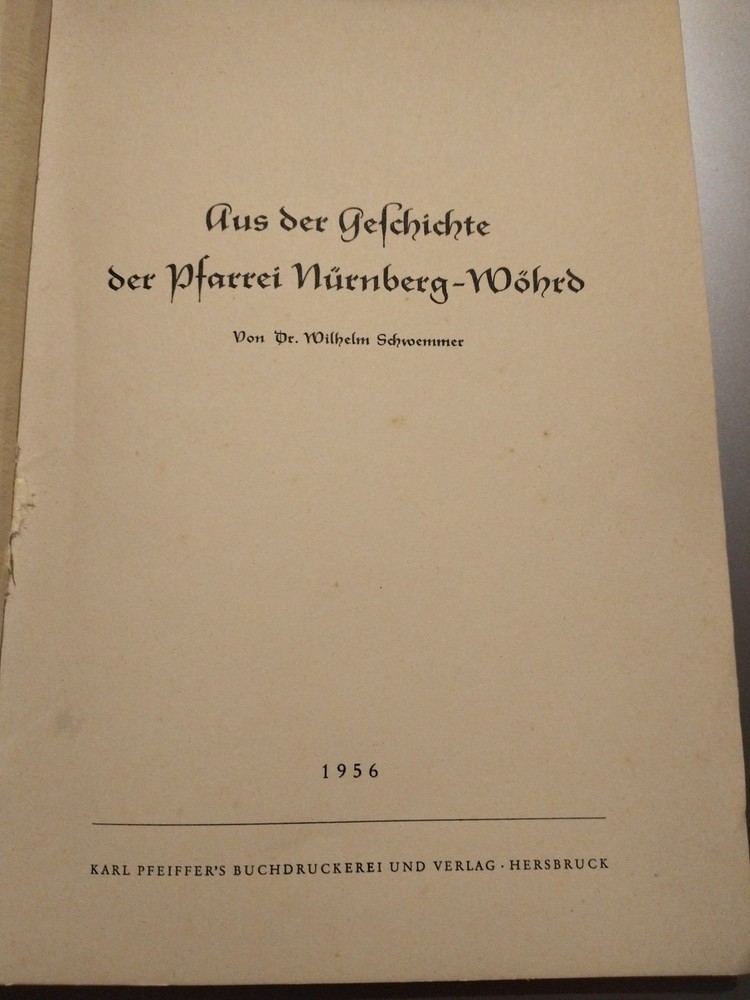 Aus der Geſchichte
der Pfarrei Nürnberg-Wöhrd
Von Dr. Wilhelm Schwemmer
1956
KARL PFEIFFER'S BUCHDRUCKEREI UND VERLAG · HERSBRUCK